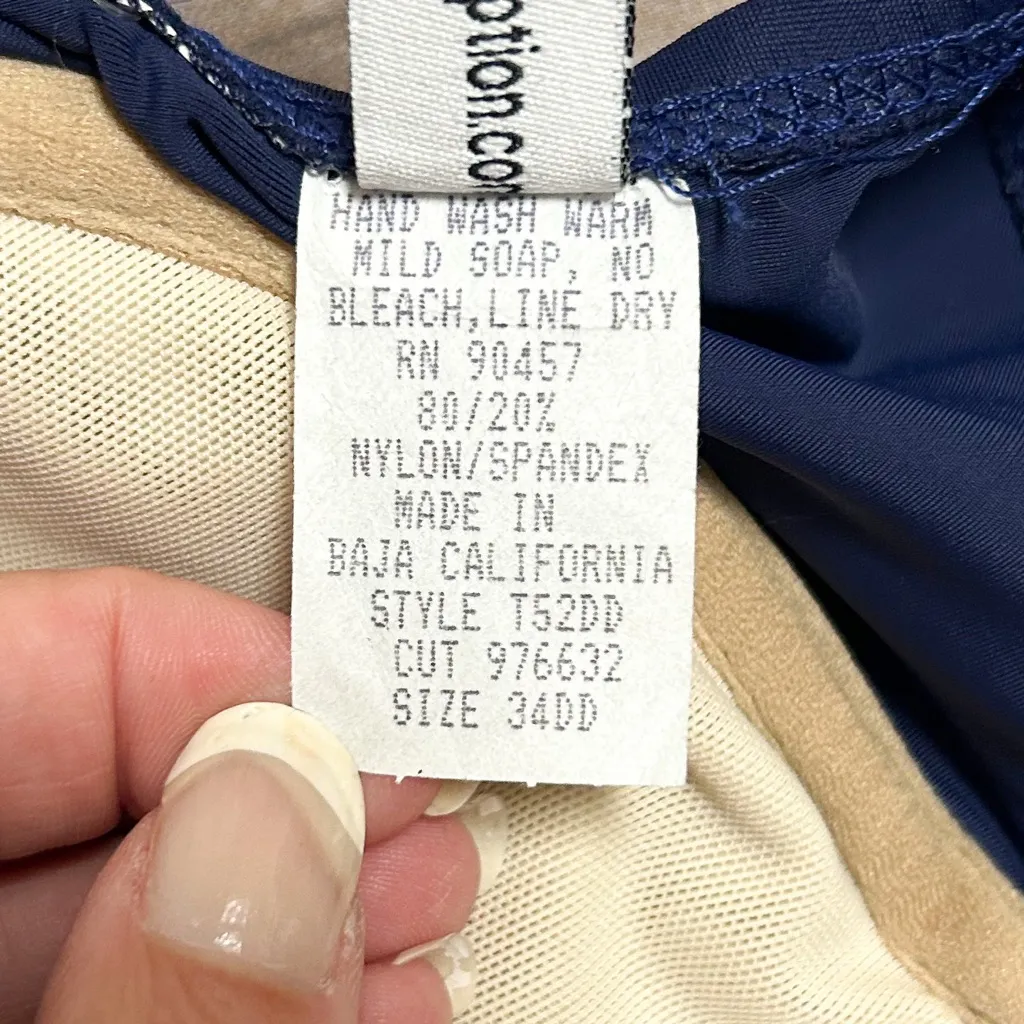 ption.com
HAND WASH WARM
MILD SOAP, NO
BLEACH,LINE DRY
RN 90457
80/20%
NYLON/SPANDEX
MADE IN
BAJA CALIFORNIA
STYLE T52DD
CUT 976632
SIZE 34DD